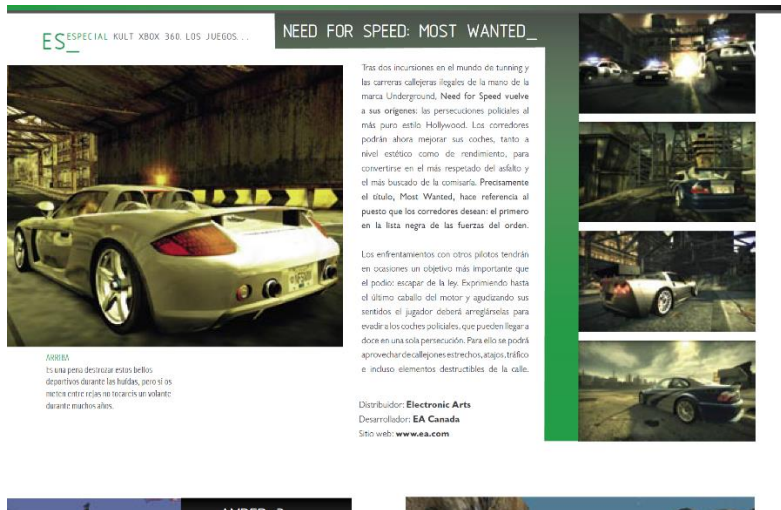 ES_ESPECIAL KULT XBOX 360. LOS JUEGOS...
NEED FOR SPEED: MOST WANTED_
Tras dos incursiones en el mundo de tunning y
las carreras callejeras ilegales de la mano de la
marca Underground, Need for Speed vuelve
a sus orígenes: las persecuciones policiales al
más puro estilo Hollywood. Los corredores
podrán ahora mejorar sus coches, tanto a
nivel estético como de rendimiento, para
convertirse en el más respetado del asfalto y
el más buscado de la comisaría. Precisamente
el título, Most Wanted, hace referencia al
puesto que los corredores desean: el primero
en la lista negra de las fuerzas del orden.
Los enfrentamientos con otros pilotos tendrán
en ocasiones un objetivo más importante que
el podio: escapar de la ley. Exprimiendo hasta
el último caballo del motor y agudizando sus
sentidos el jugador deberá arreglárselas para
evadir a los coches policiales, que pueden llegar a
doce en una sola persecución. Para ello se podrá
aprovechar de callejones estrechos, atajos, tráfico
e incluso elementos destructibles de la calle.
Distribuidor: Electronic Arts
Desarrollador: EA Canada
Sitio web: www.ea.com
ARRIBA
Es una pena destrozar estos bellos
deportivos durante las huídas, pero si os
meten entre rejas no tocareis un volante
durante muchos años.